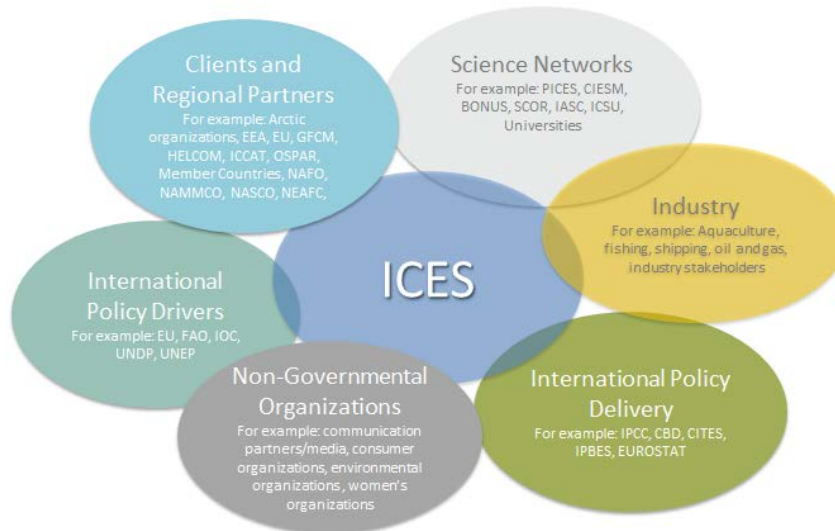 Clients and
Regional Partners
For example: Arctic
organizations, EEA, EU, GFCM,
HELCOM, ICCAT, OSPAR,
Member Countries, NAFO,
NAMMCO, NASCO, NEAFC,
Science Networks
For example: PICES, CIESM,
BONUS, SCOR, IASC, ICSU,
Universities
Industry
For example: Aquaculture,
fishing, shipping, oil and gas,
industry stakeholders
ICES
International
Policy Drivers
For example: EU, FAO, IOC,
UNDP, UNEP
Non-Governmental
Organizations
For example: communication
partners/media, consumer
organizations, environmental
organizations, women's
organizations
International Policy
Delivery
For example: IPCC, CBD, CITES,
IPBES, EUROSTAT